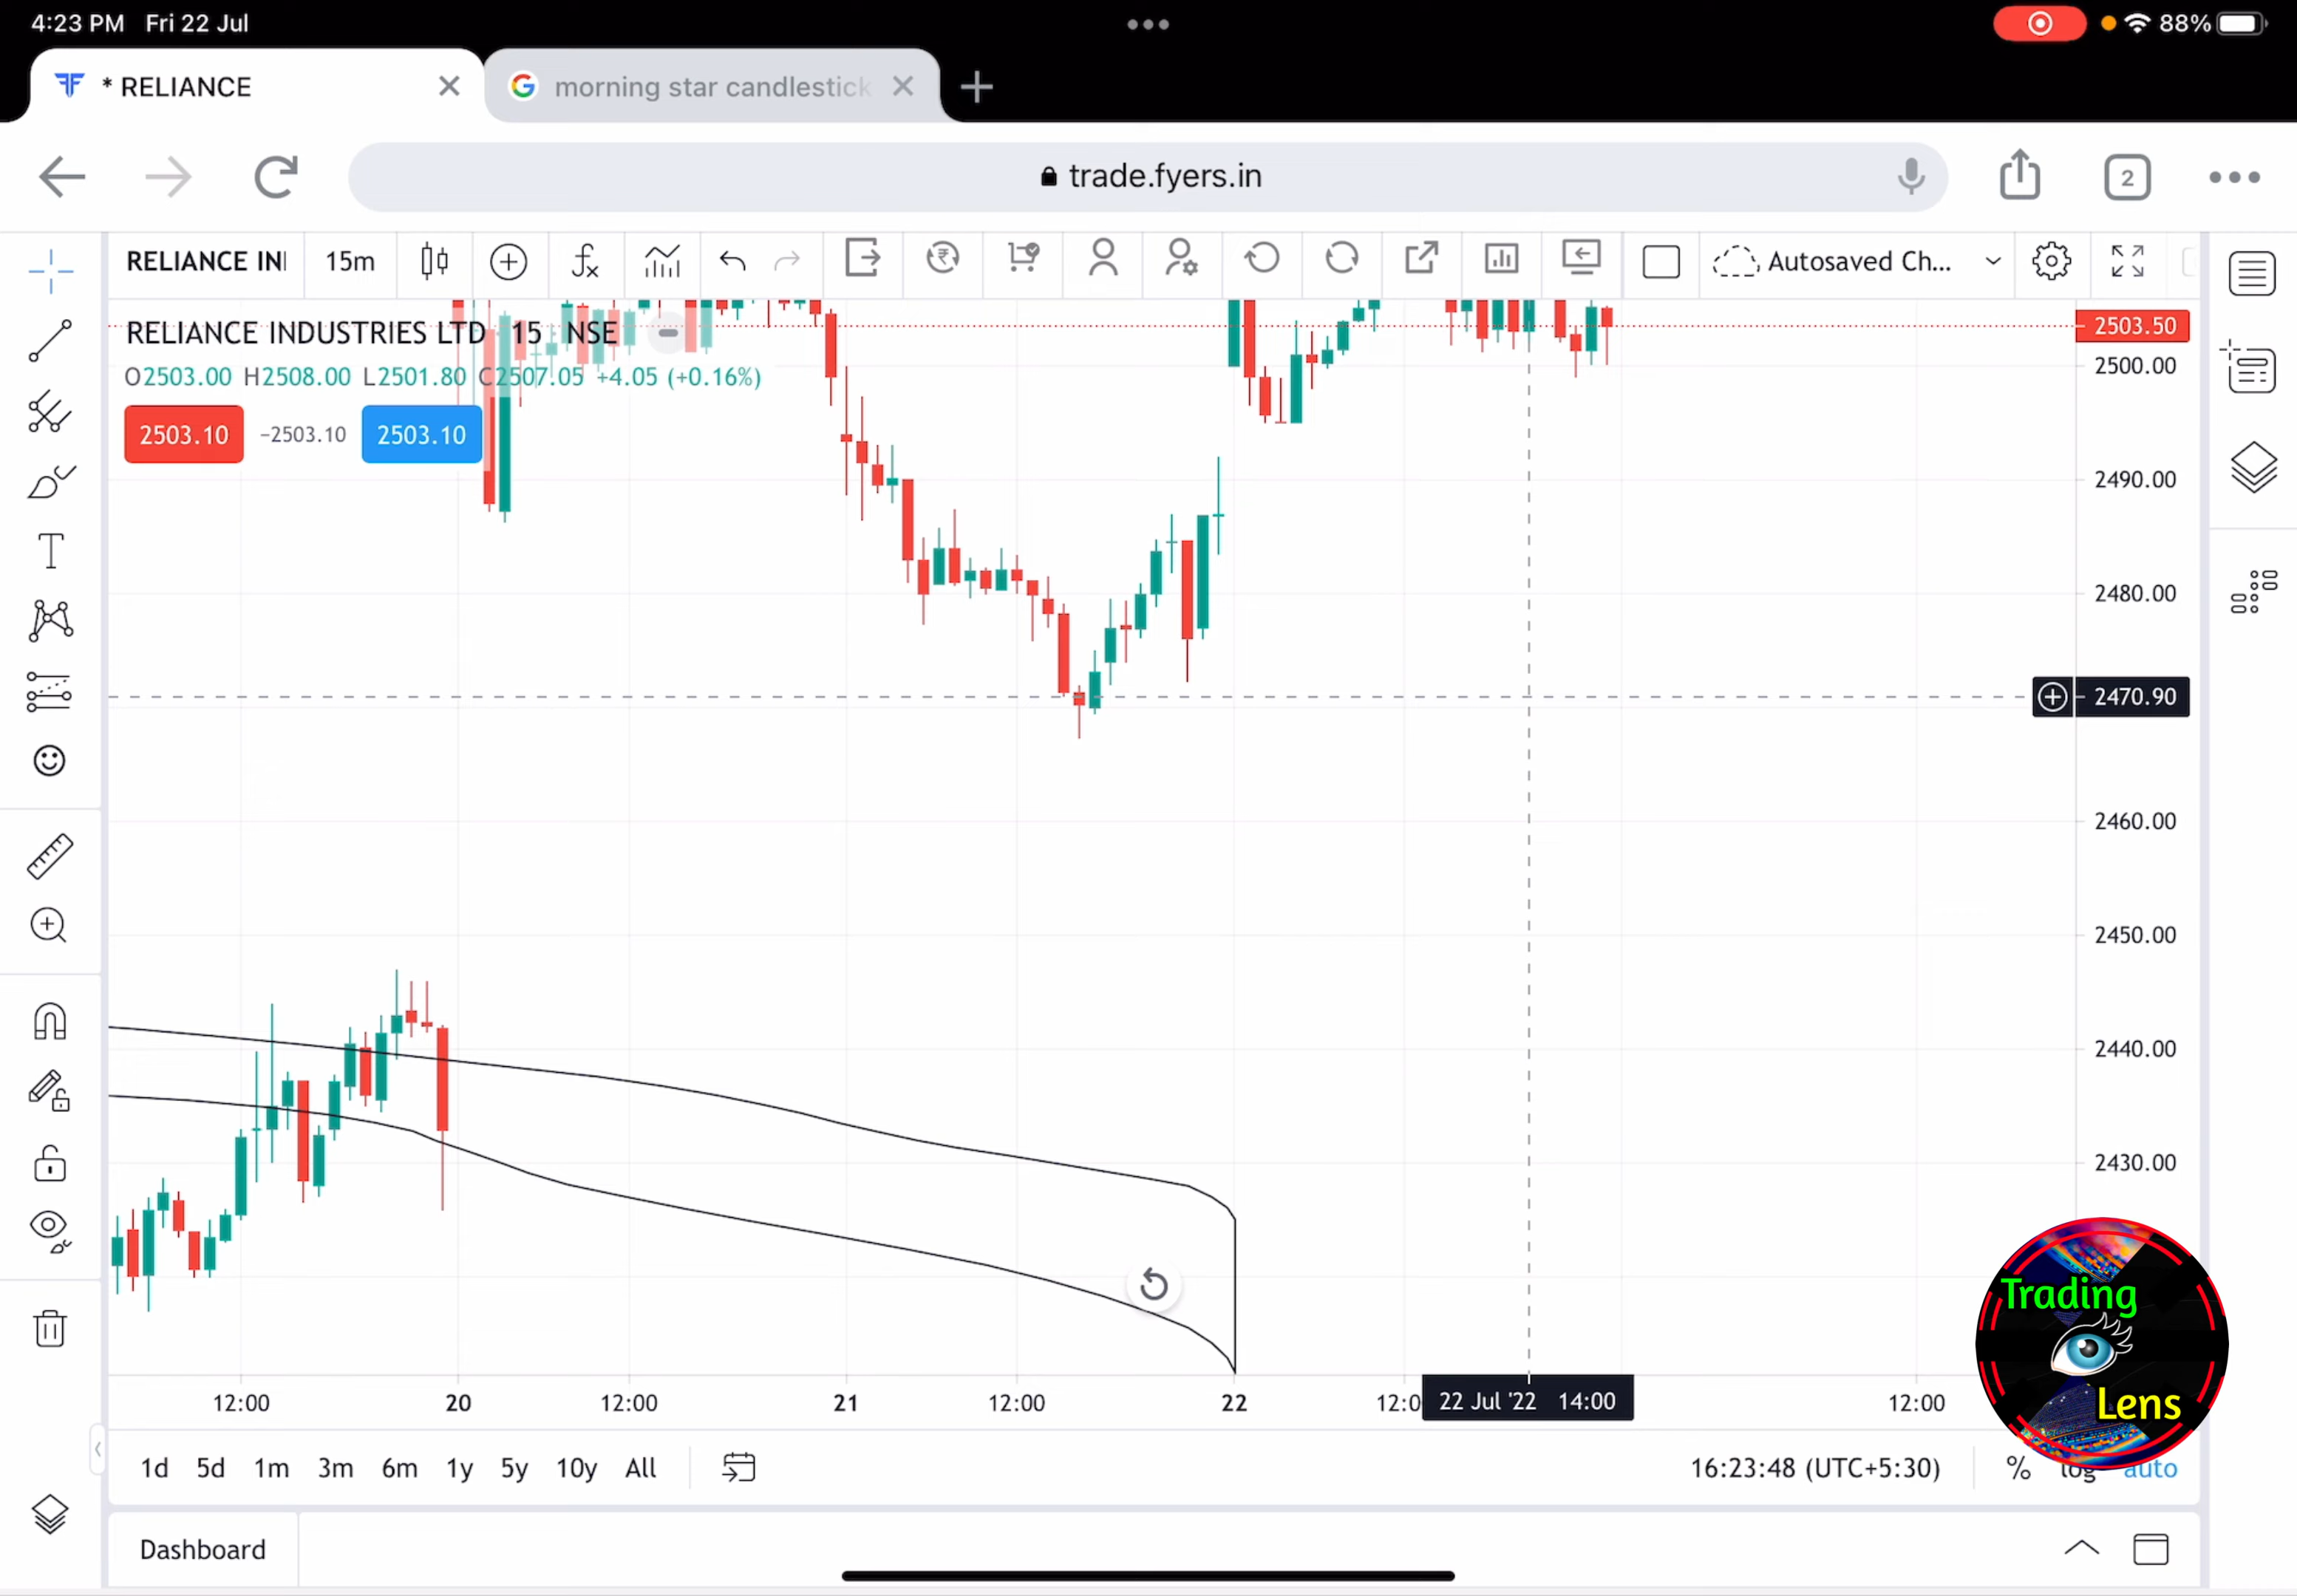 4:23 PM Fri 22 Jul
88%
* RELIANCE
morning star candlestick
trade.fyers.in
2
RELIANCE IN
15m
Autosaved Ch...
RELIANCE INDUSTRIES LTD 15 NSE
O2503.00 H2508.00 L2501.80 C2507.05 +4.05 (+0.16%)
2503.10 −2503.10 2503.10
2503.50
2500.00
2490.00
2480.00
2470.90
2460.00
2450.00
2440.00
2430.00
Trading
Lens
12:00 20 12:00 21 12:00 22 12:0 22 Jul '22 14:00 12:00
1d 5d 1m 3m 6m 1y 5y 10y All
16:23:48 (UTC+5:30) % log auto
Dashboard